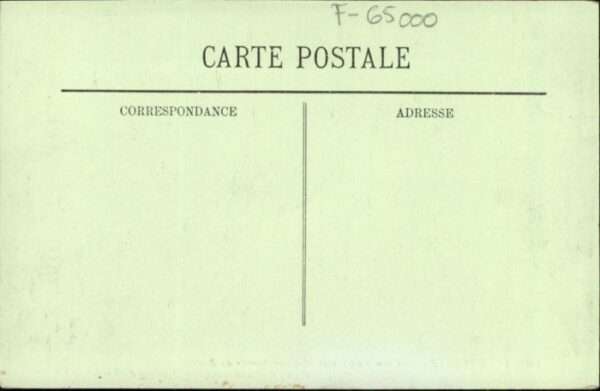 F-65000
CARTE POSTALE
CORRESPONDANCE
ADRESSE